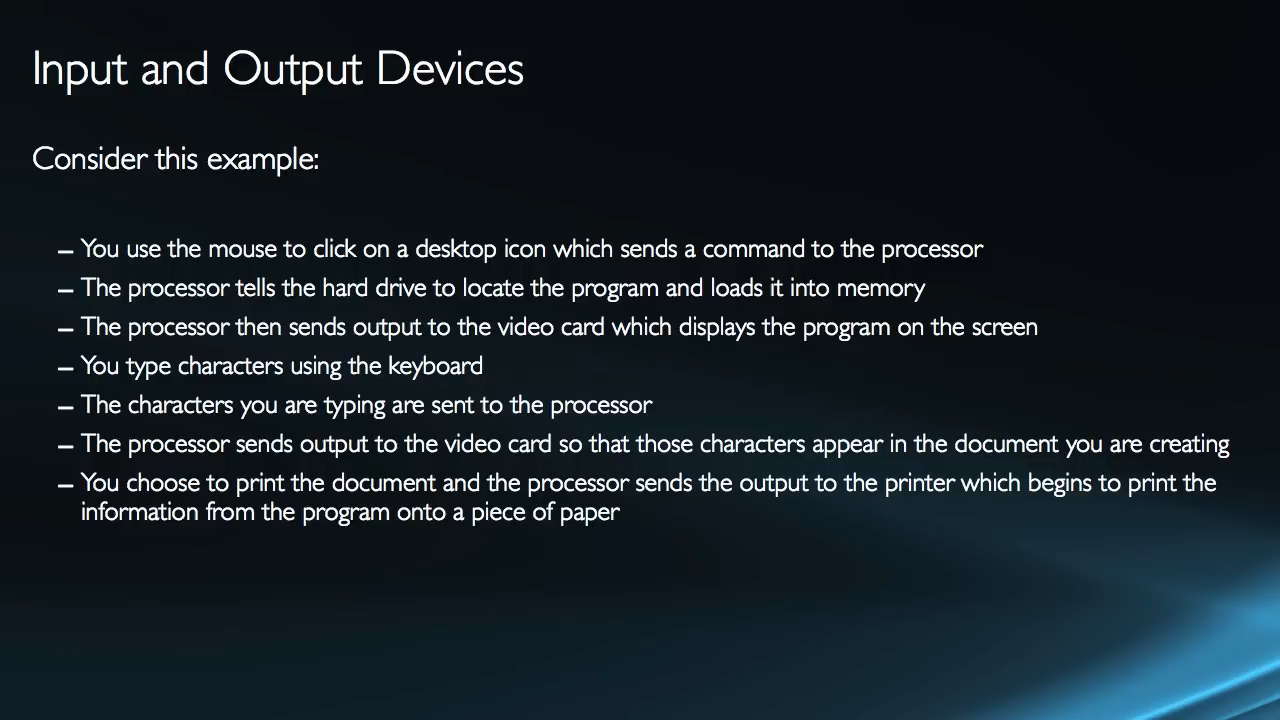 Input and Output Devices
Consider this example:
– You use the mouse to click on a desktop icon which sends a command to the processor
– The processor tells the hard drive to locate the program and loads it into memory
– The processor then sends output to the video card which displays the program on the screen
– You type characters using the keyboard
– The characters you are typing are sent to the processor
– The processor sends output to the video card so that those characters appear in the document you are creating
– You choose to print the document and the processor sends the output to the printer which begins to print the
information from the program onto a piece of paper